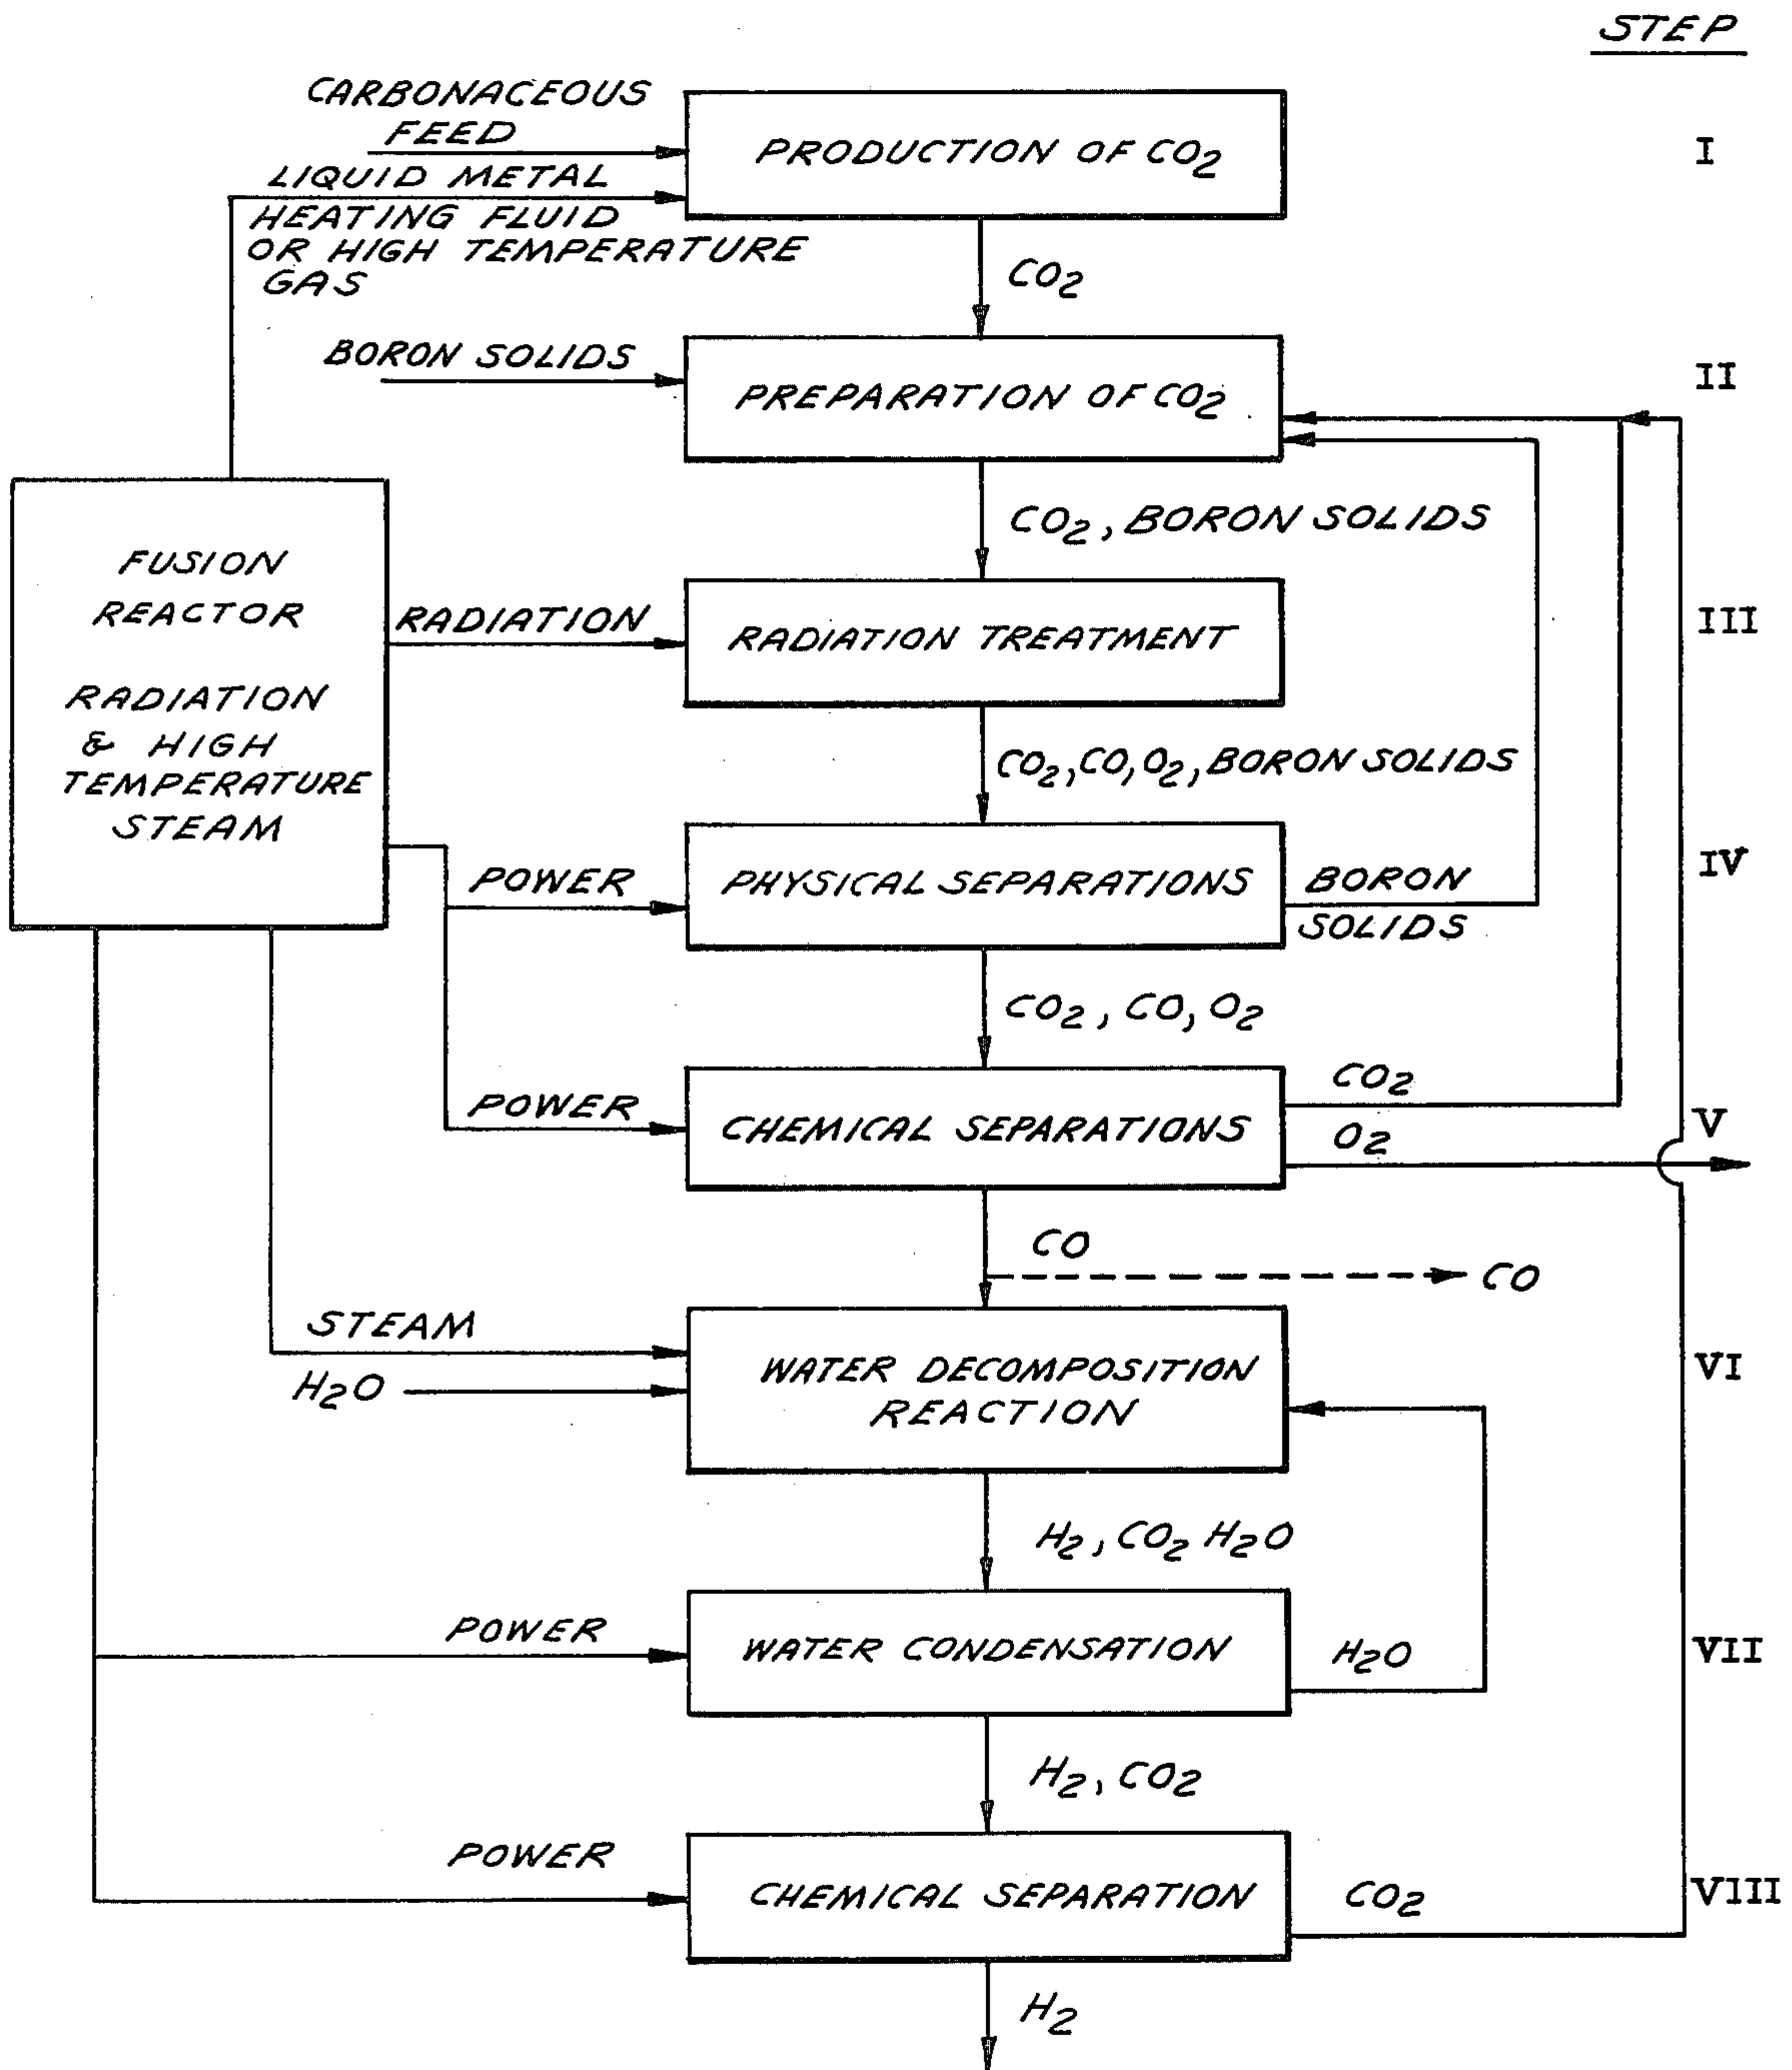 STEP
CARBONACEOUS
FEED
PRODUCTION OF CO2
I
LIQUID METAL
HEATING FLUID
OR HIGH TEMPERATURE
GAS
CO2
BORON SOLIDS
PREPARATION OF CO2
II
CO2, BORON SOLIDS
FUSION
REACTOR
RADIATION
& HIGH
TEMPERATURE
STEAM
RADIATION
RADIATION TREATMENT
III
CO2, CO, O2, BORON SOLIDS
POWER
PHYSICAL SEPARATIONS
BORON
SOLIDS
IV
CO2, CO, O2
POWER
CHEMICAL SEPARATIONS
CO2
O2
V
CO
CO
STEAM
H2O
WATER DECOMPOSITION
REACTION
VI
H2, CO2 H2O
POWER
WATER CONDENSATION
H2O
VII
H2, CO2
POWER
CHEMICAL SEPARATION
CO2
VIII
H2